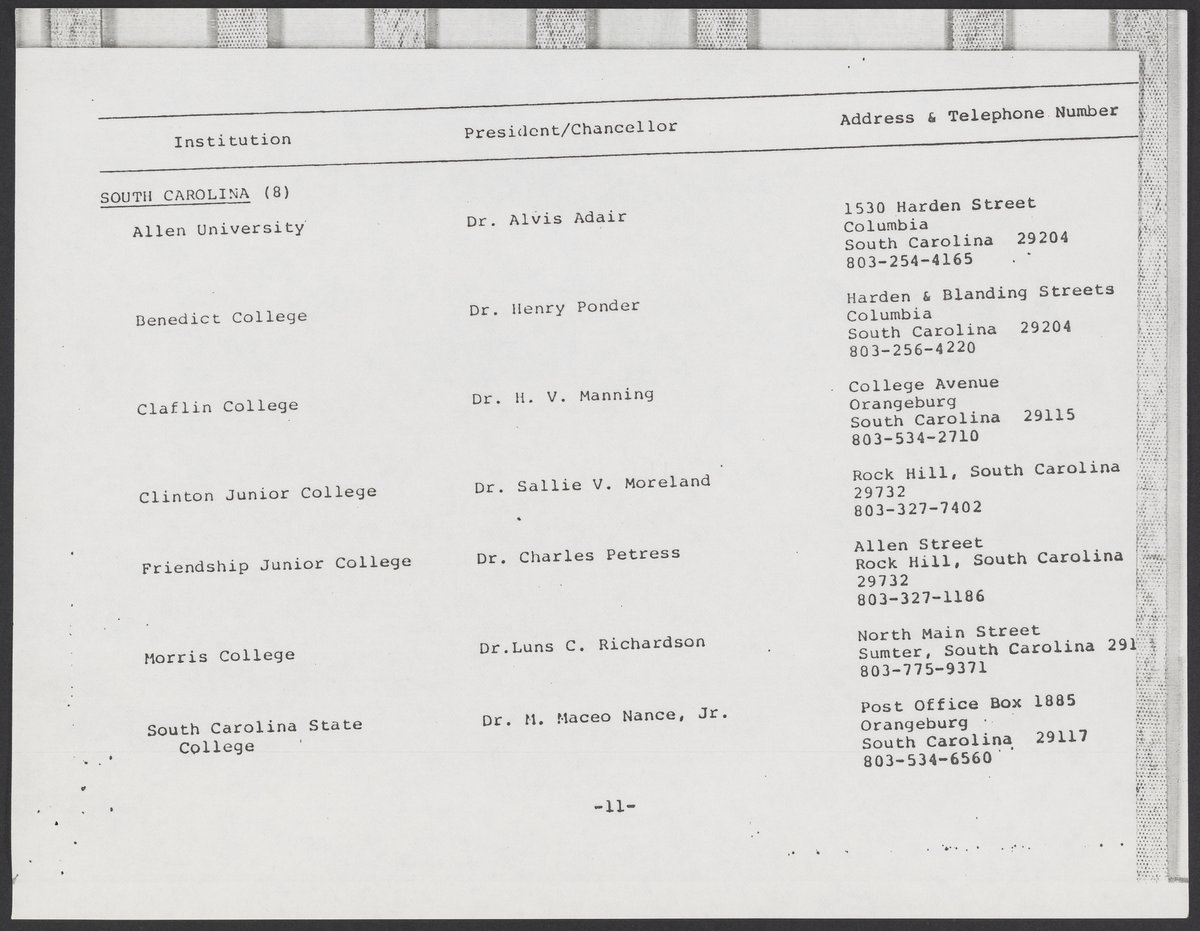 Institution President/Chancellor Address & Telephone Number
SOUTH CAROLINA (8)
Allen University Dr. Alvis Adair 1530 Harden Street
Columbia
South Carolina 29204
803-254-4165
Benedict College Dr. Henry Ponder Harden & Blanding Streets
Columbia
South Carolina 29204
803-256-4220
Claflin College Dr. H. V. Manning College Avenue
Orangeburg
South Carolina 29115
803-534-2710
Clinton Junior College Dr. Sallie V. Moreland Rock Hill, South Carolina
29732
803-327-7402
Friendship Junior College Dr. Charles Petress Allen Street
Rock Hill, South Carolina
29732
803-327-1186
Morris College Dr.Luns C. Richardson North Main Street
Sumter, South Carolina 291
803-775-9371
South Carolina State Dr. M. Maceo Nance, Jr. Post Office Box 1885
College Orangeburg
South Carolina 29117
803-534-6560
-11-